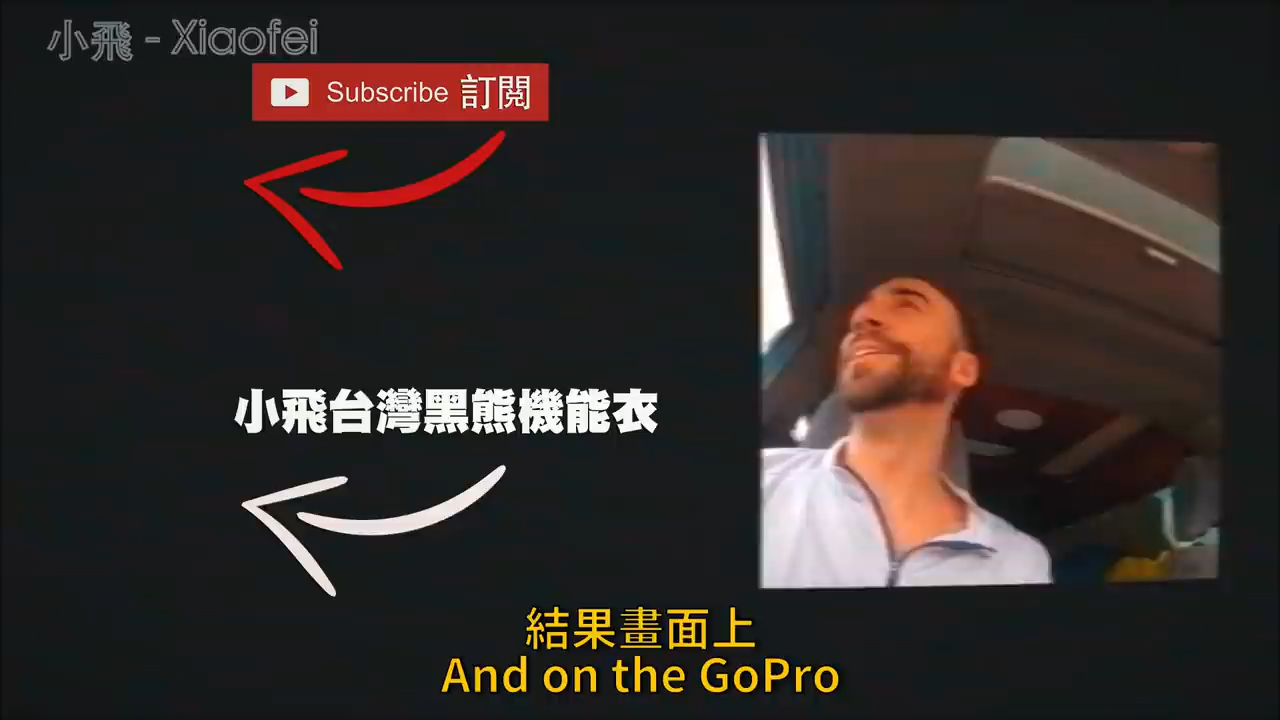 小飛 - Xiaofei
Subscribe 訂閱
小飛台灣黑熊機能衣
結果畫面上
And on the GoPro